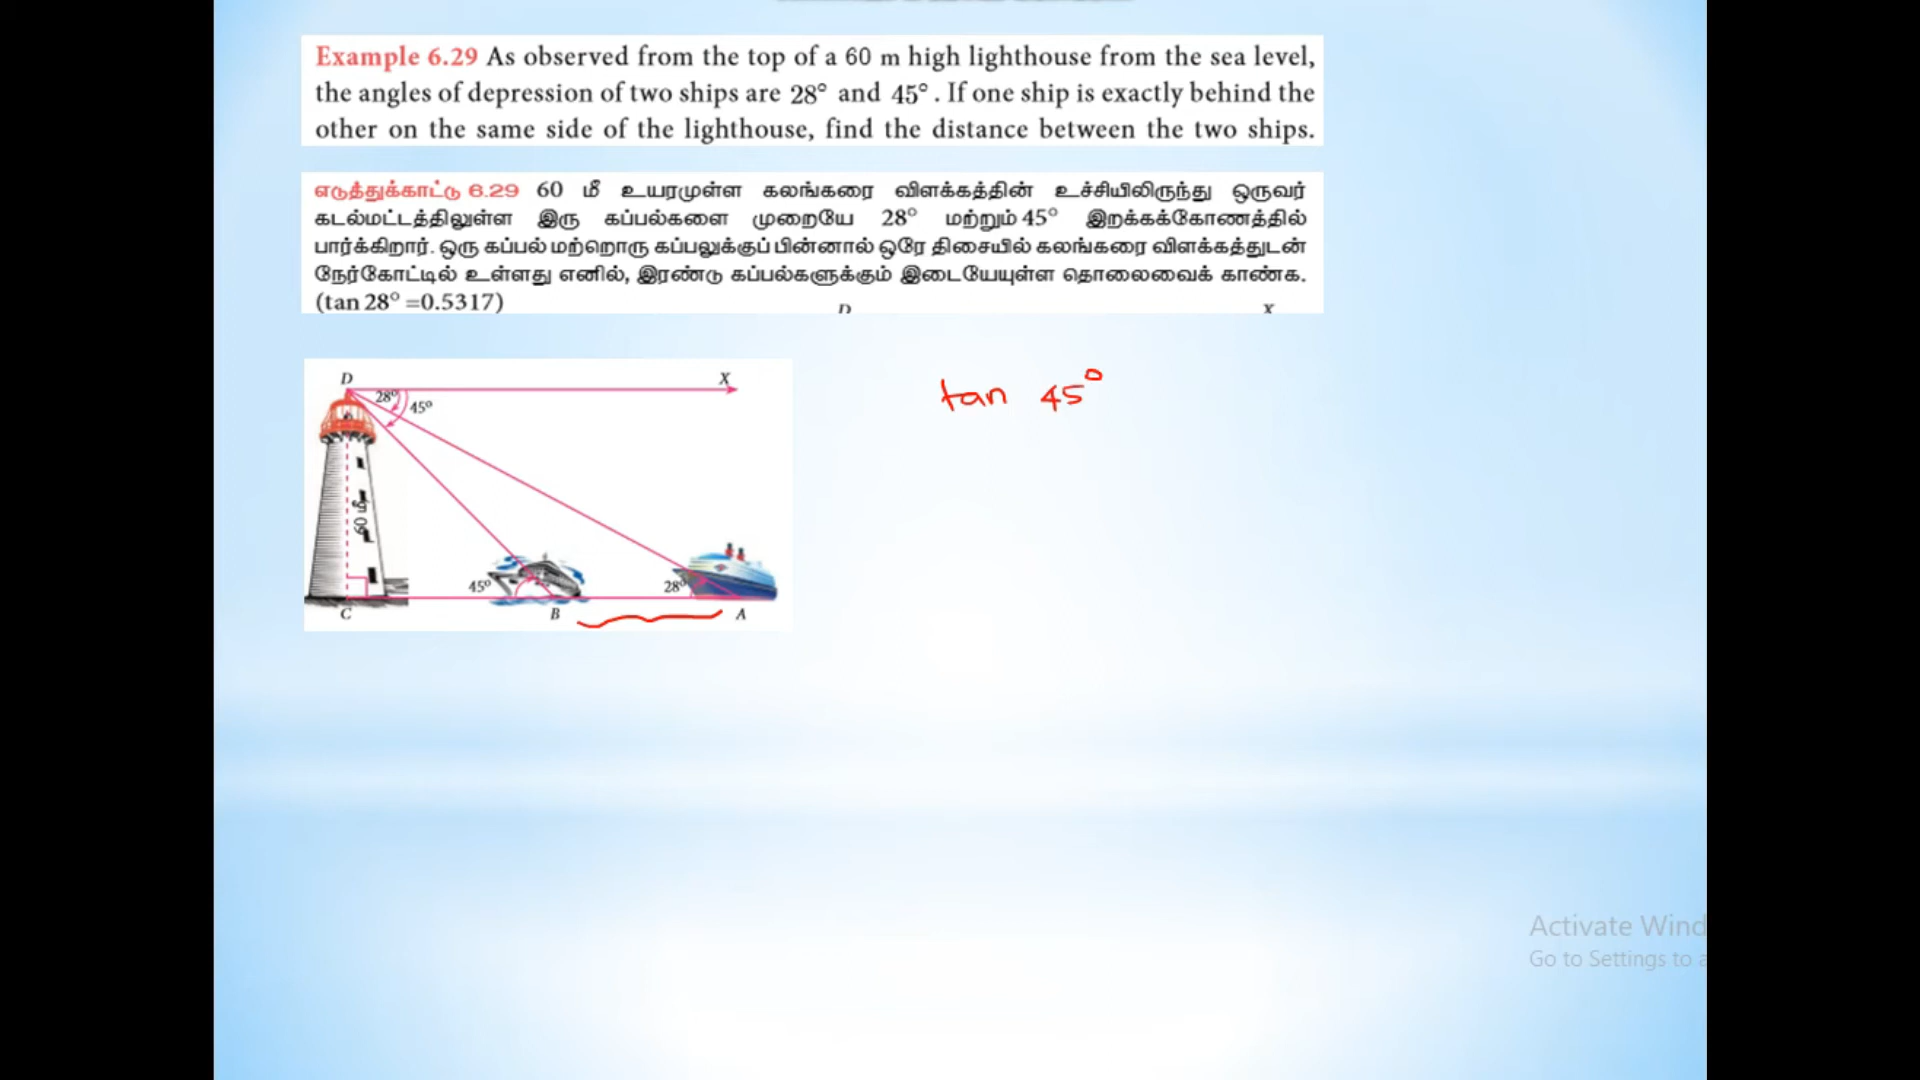 Example 6.29 As observed from the top of a 60 m high lighthouse from the sea level,
the angles of depression of two ships are 28° and 45°. If one ship is exactly behind the
other on the same side of the lighthouse, find the distance between the two ships.
எடுத்துக்காட்டு 6.29 60 மீ உயரமுள்ள கலங்கரை விளக்கத்தின் உச்சியிலிருந்து ஒருவர்
கடல்மட்டத்திலுள்ள இரு கப்பல்களை முறையே 28° மற்றும் 45° இறக்கக்கோணத்தில்
பார்க்கிறார். ஒரு கப்பல் மற்றொரு கப்பலுக்குப் பின்னால் ஒரே திசையில் கலங்கரை விளக்கத்துடன்
நேர்கோட்டில் உள்ளது எனில், இரண்டு கப்பல்களுக்கும் இடையேயுள்ள தொலைவைக் காண்க.
(tan 28° =0.5317)
D X
D X
28°
45°
tan 45°
60 மீ
45° 28°
C B A
Activate Wind
Go to Settings to a